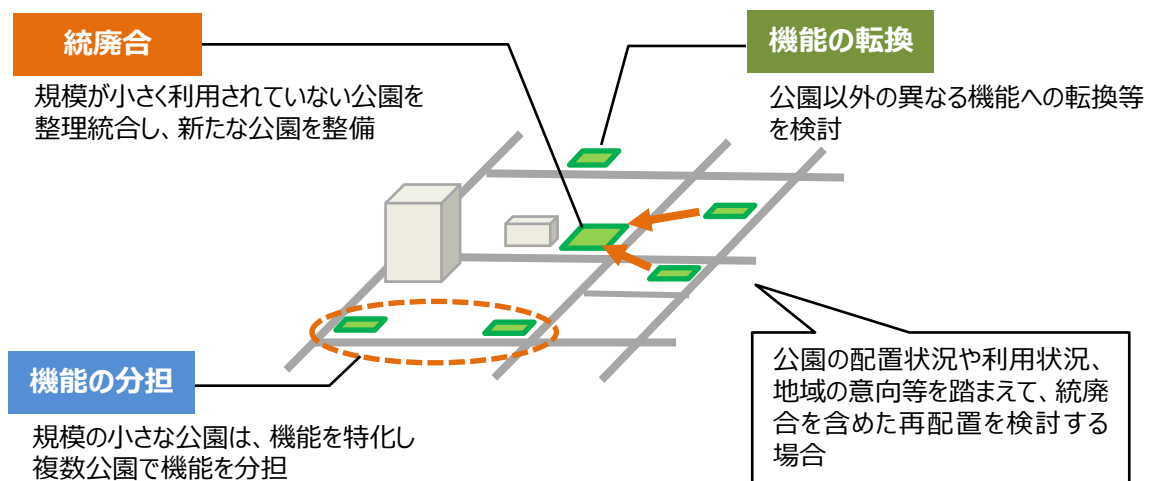 統廃合
規模が小さく利用されていない公園を
整理統合し、新たな公園を整備
機能の転換
公園以外の異なる機能への転換等
を検討
機能の分担
規模の小さな公園は、機能を特化し
複数公園で機能を分担
公園の配置状況や利用状況、
地域の意向等を踏まえて、統廃
合を含めた再配置を検討する
場合